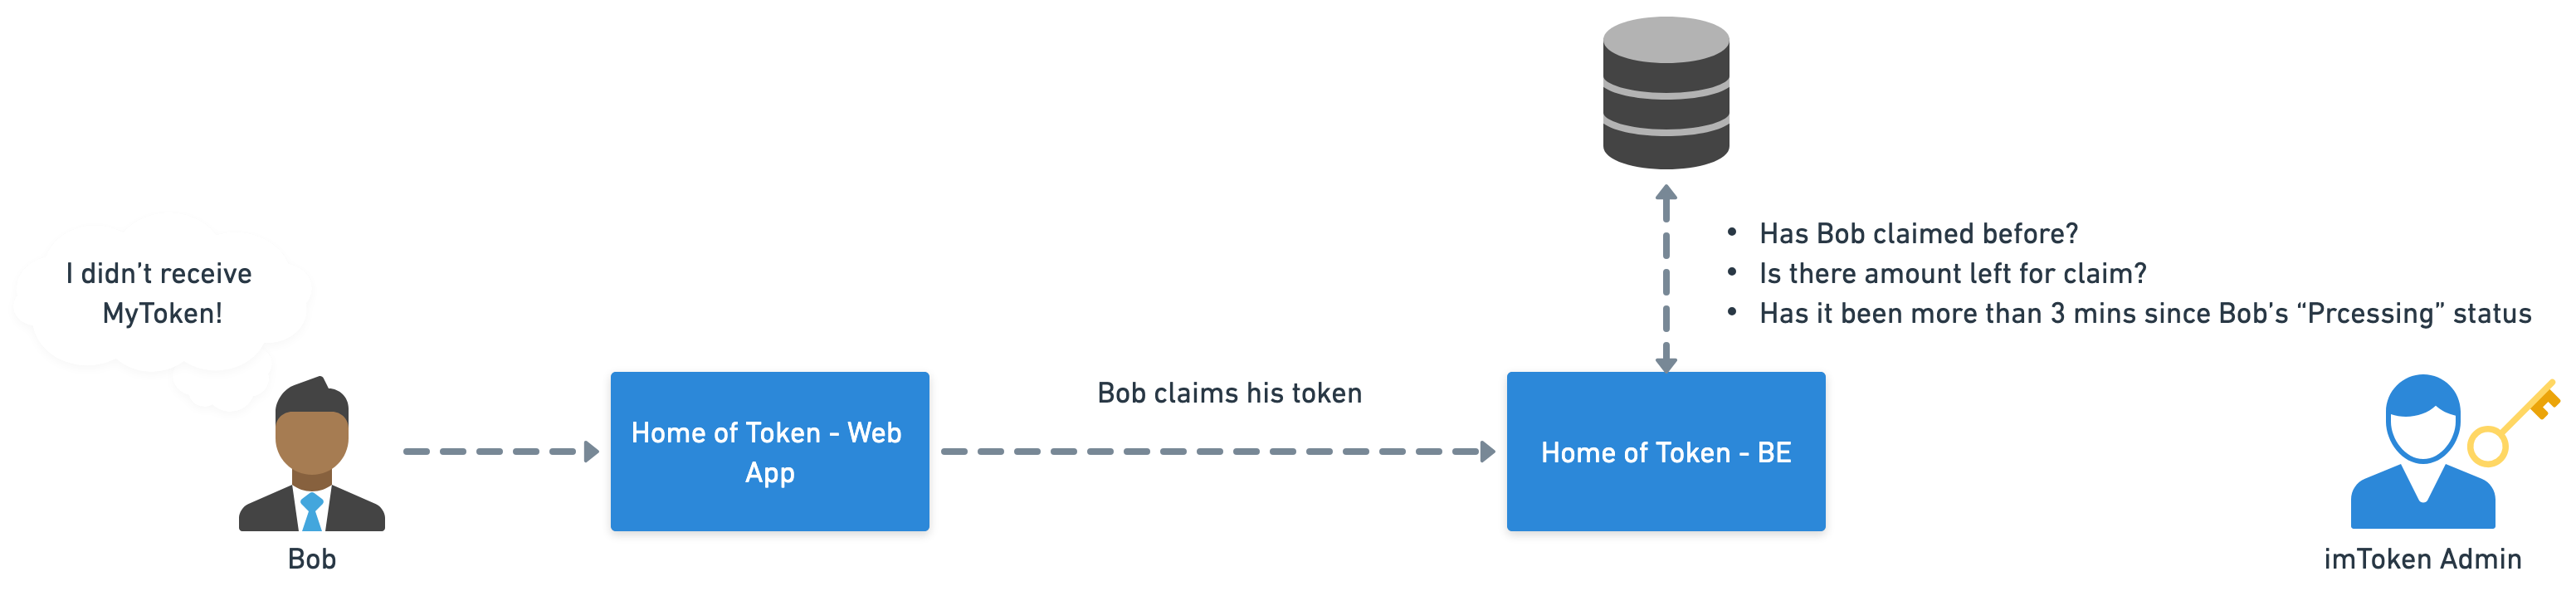 I didn’t receive
MyToken!
Bob
Home of Token - Web
App
Bob claims his token
Home of Token - BE
• Has Bob claimed before?
• Is there amount left for claim?
• Has it been more than 3 mins since Bob’s “Prcessing” status
imToken Admin